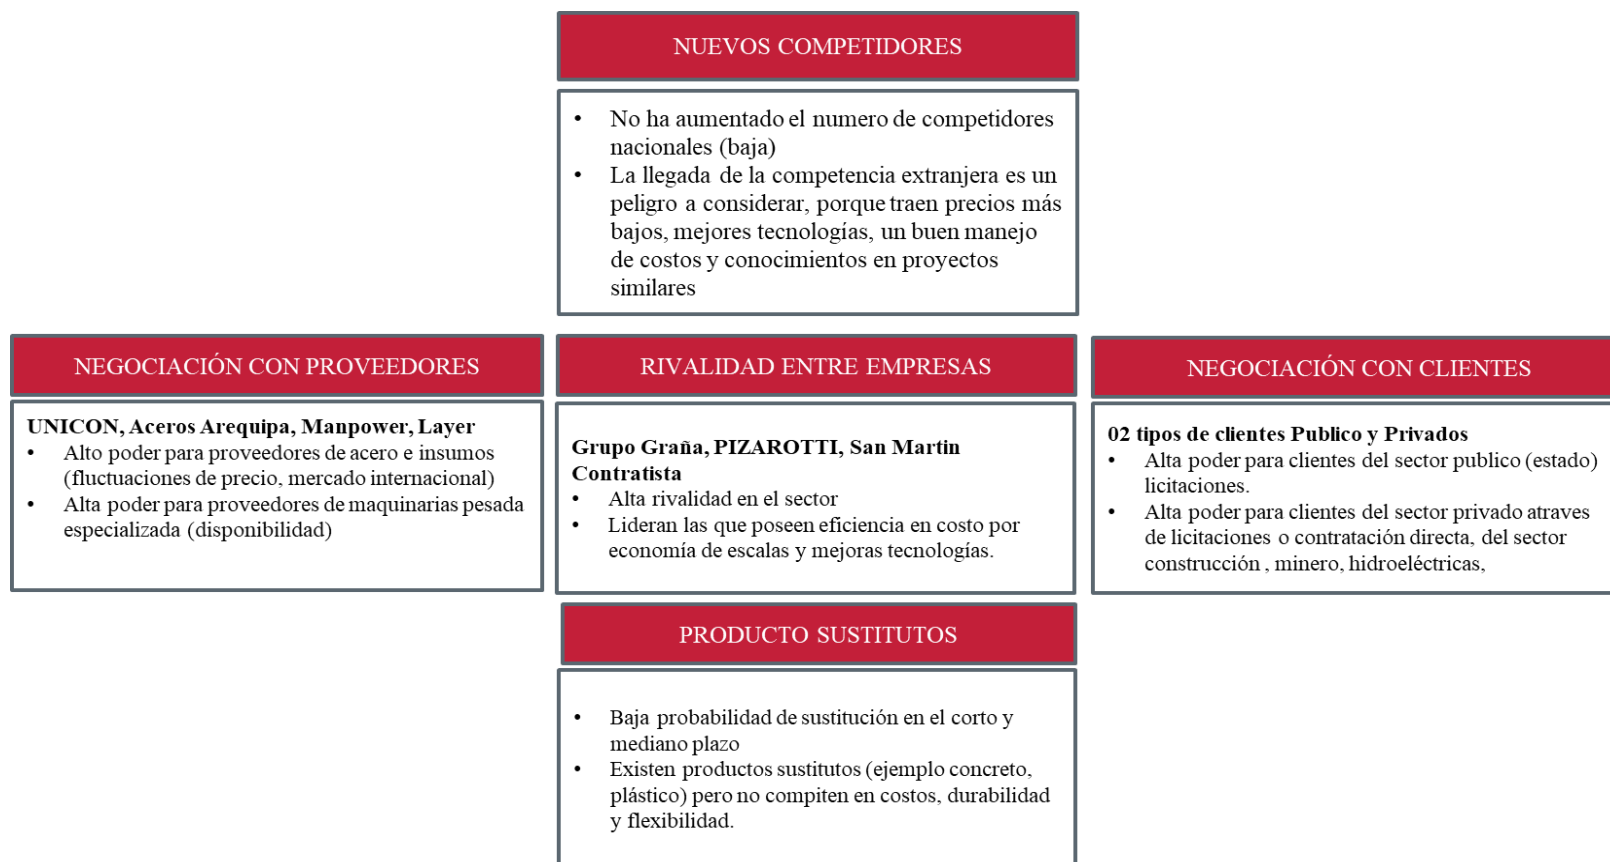 NUEVOS COMPETIDORES
• No ha aumentado el numero de competidores
nacionales (baja)
• La llegada de la competencia extranjera es un
peligro a considerar, porque traen precios más
bajos, mejores tecnologías, un buen manejo
de costos y conocimientos en proyectos
similares
NEGOCIACIÓN CON PROVEEDORES
UNICON, Aceros Arequipa, Manpower, Layer
• Alto poder para proveedores de acero e insumos
(fluctuaciones de precio, mercado internacional)
• Alta poder para proveedores de maquinarias pesada
especializada (disponibilidad)
RIVALIDAD ENTRE EMPRESAS
Grupo Graña, PIZAROTTI, San Martin
Contratista
• Alta rivalidad en el sector
• Lideran las que poseen eficiencia en costo por
economía de escalas y mejoras tecnologías.
NEGOCIACIÓN CON CLIENTES
02 tipos de clientes Publico y Privados
• Alta poder para clientes del sector publico (estado)
licitaciones.
• Alta poder para clientes del sector privado atraves
de licitaciones o contratación directa, del sector
construcción , minero, hidroeléctricas,
PRODUCTO SUSTITUTOS
• Baja probabilidad de sustitución en el corto y
mediano plazo
• Existen productos sustitutos (ejemplo concreto,
plástico) pero no compiten en costos, durabilidad
y flexibilidad.